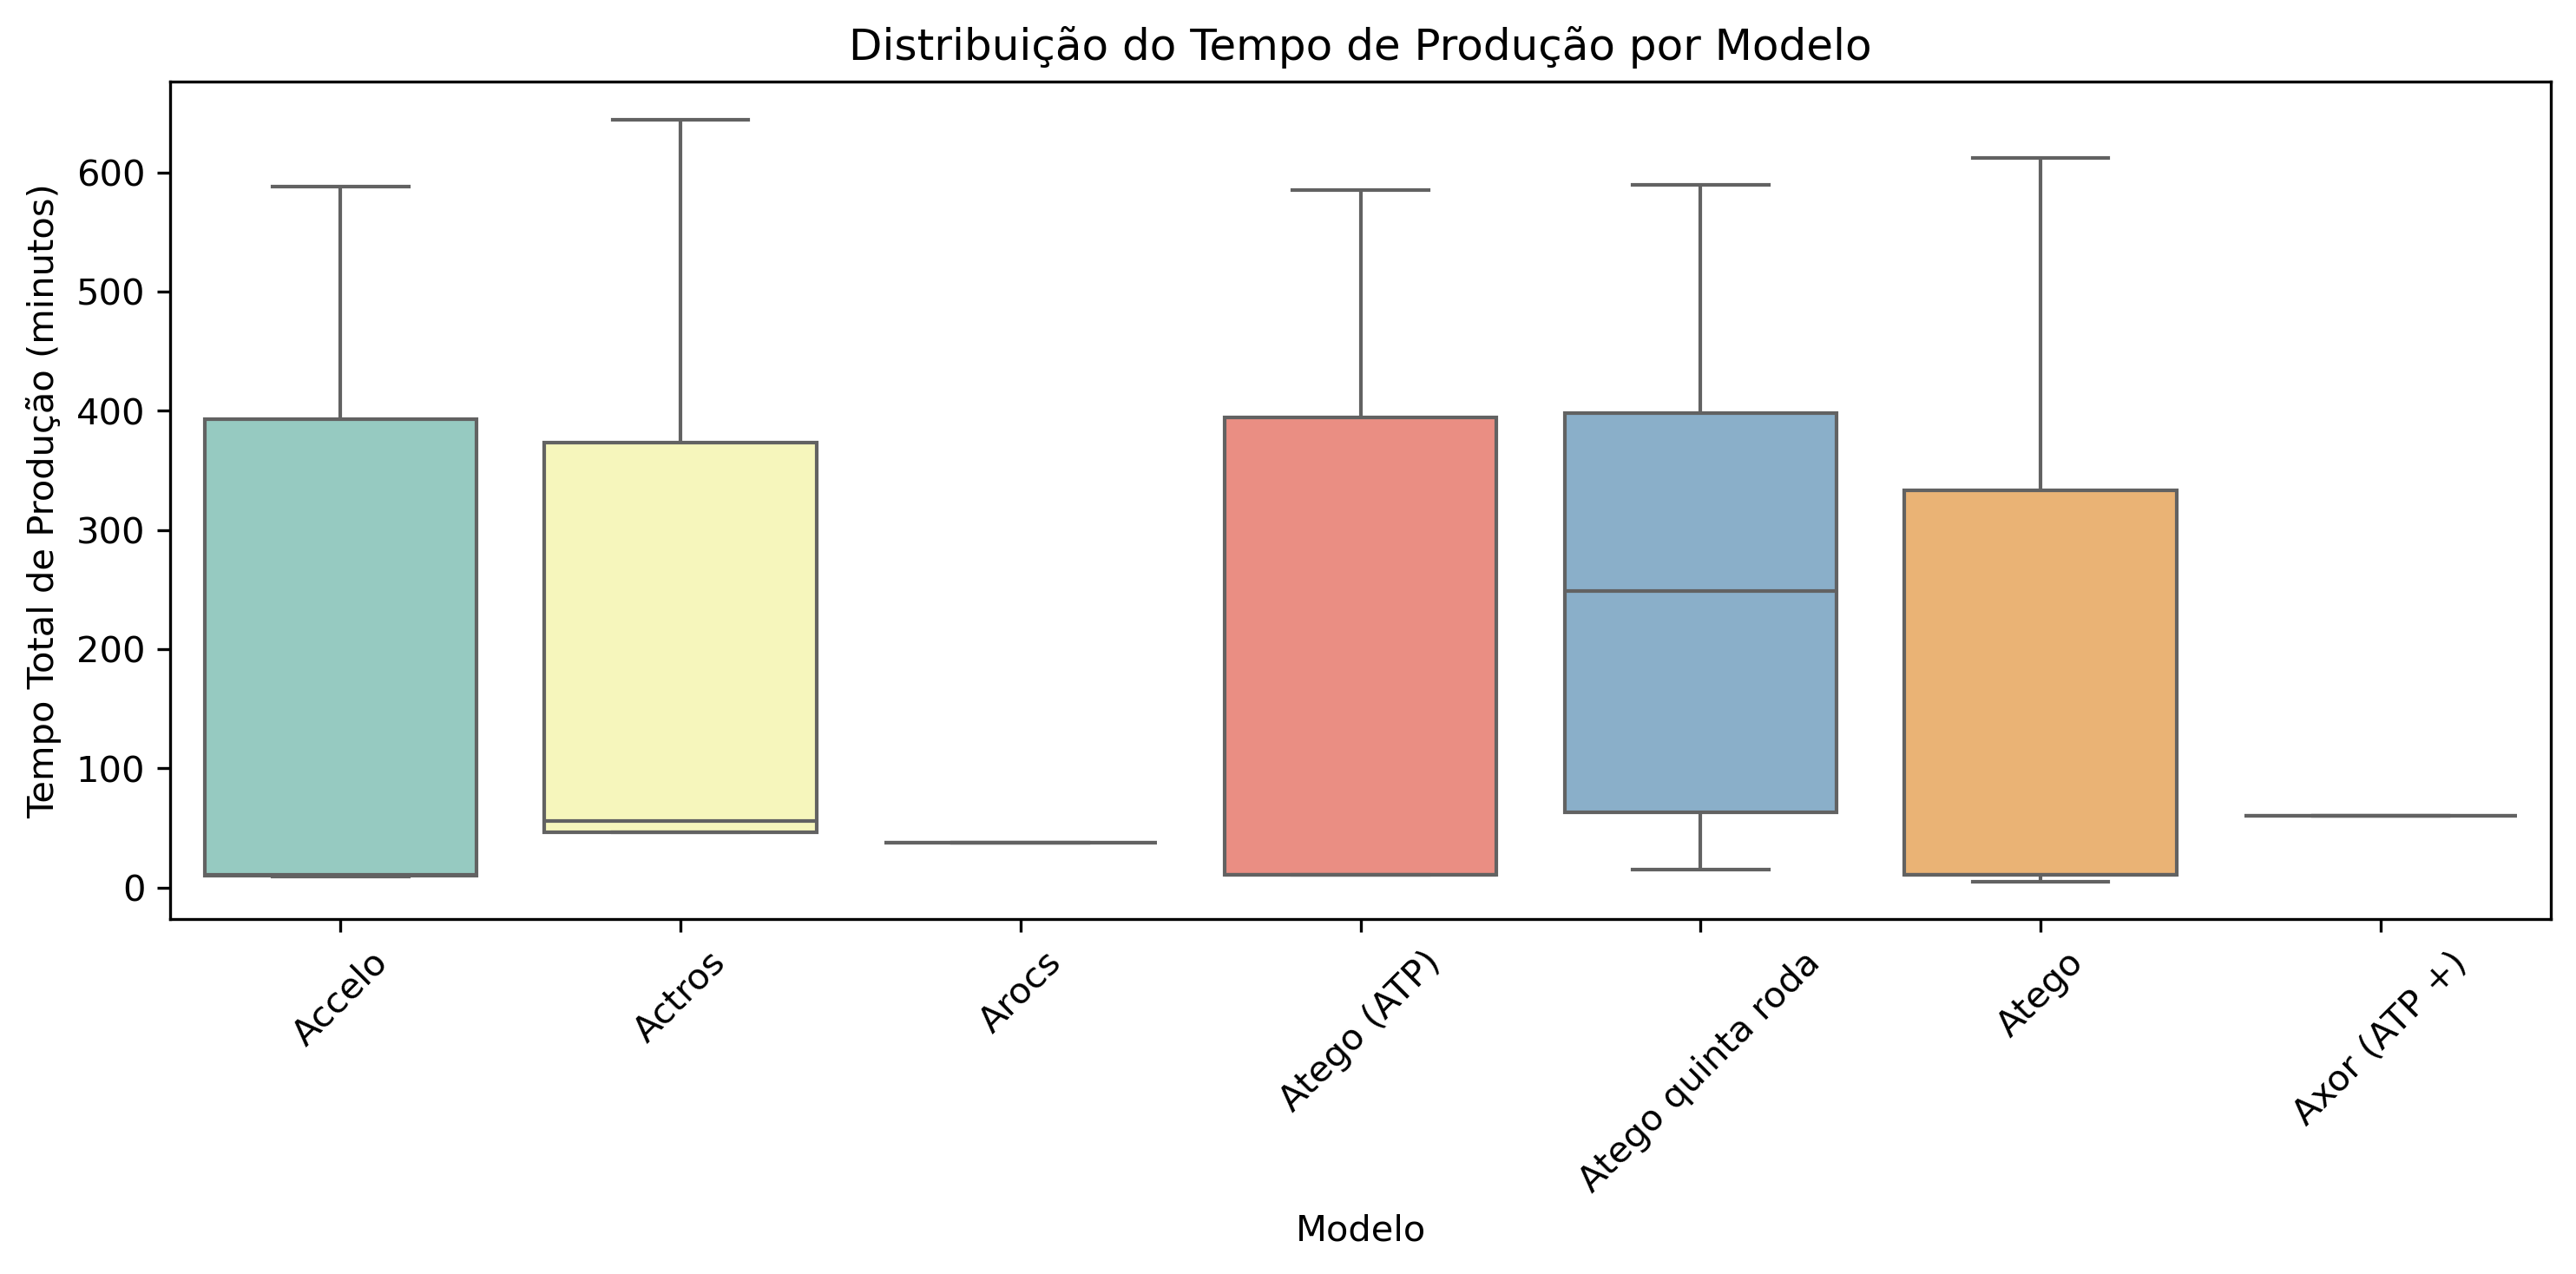 Distribuição do Tempo de Produção por Modelo
Tempo Total de Produção (minutos)
600
500
400
300
200
100
0
Accelo
Actros
Arocs
Atego (ATP)
Atego quinta roda
Atego
Axor (ATP +)
Modelo